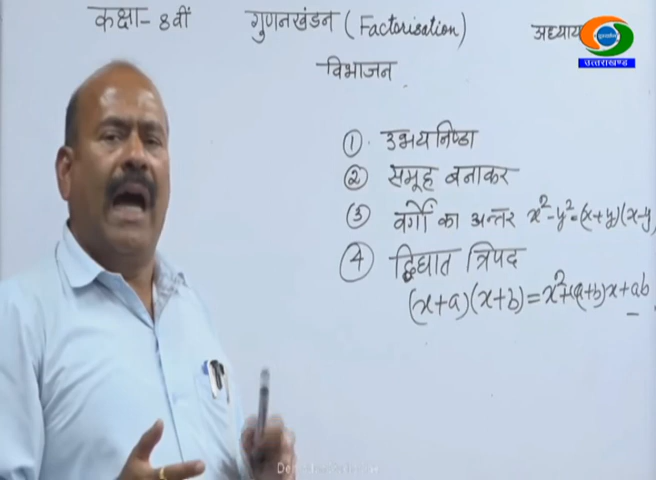 कक्षा- 8वीं गुणनखंडन (Factorisation) अध्याय
विभाजन
उत्तराखण्ड
① उभयनिष्ठ
② समूह बनाकर
③ वर्गो का अन्तर x²-y²=(x+y)(x-y)
④ द्विघात त्रिपद
(x+a)(x+b)=x²+(a+b)x+ab